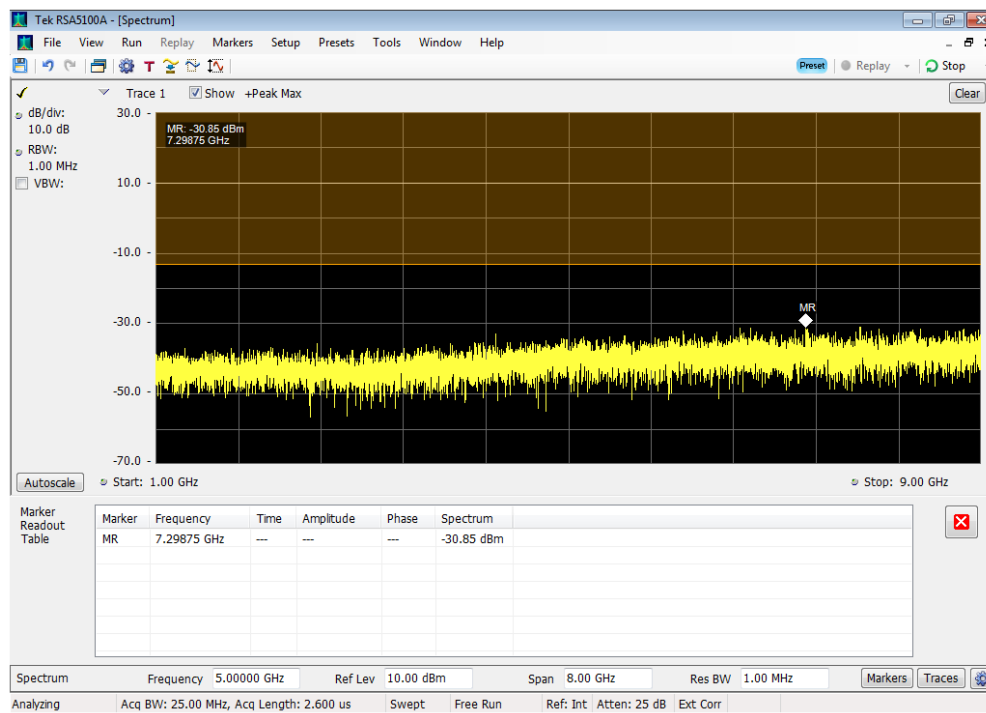 Tek RSA5100A - [Spectrum]
File View Run Replay Markers Setup Presets Tools Window Help
T Preset Replay Stop
Trace 1 Show +Peak Max Clear
dB/div:
10.0 dB
RBW:
1.00 MHz
VBW:
30.0
10.0
-10.0
-30.0
-50.0
-70.0
MR: -30.85 dBm
7.29875 GHz
MR
Autoscale Start: 1.00 GHz Stop: 9.00 GHz
Marker
Readout
Table
Marker Frequency Time Amplitude Phase Spectrum
MR 7.29875 GHz --- --- --- -30.85 dBm
Spectrum Frequency 5.00000 GHz Ref Lev 10.00 dBm Span 8.00 GHz Res BW 1.00 MHz Markers Traces
Analyzing Acq BW: 25.00 MHz, Acq Length: 2.600 us Swept Free Run Ref: Int Atten: 25 dB Ext Corr